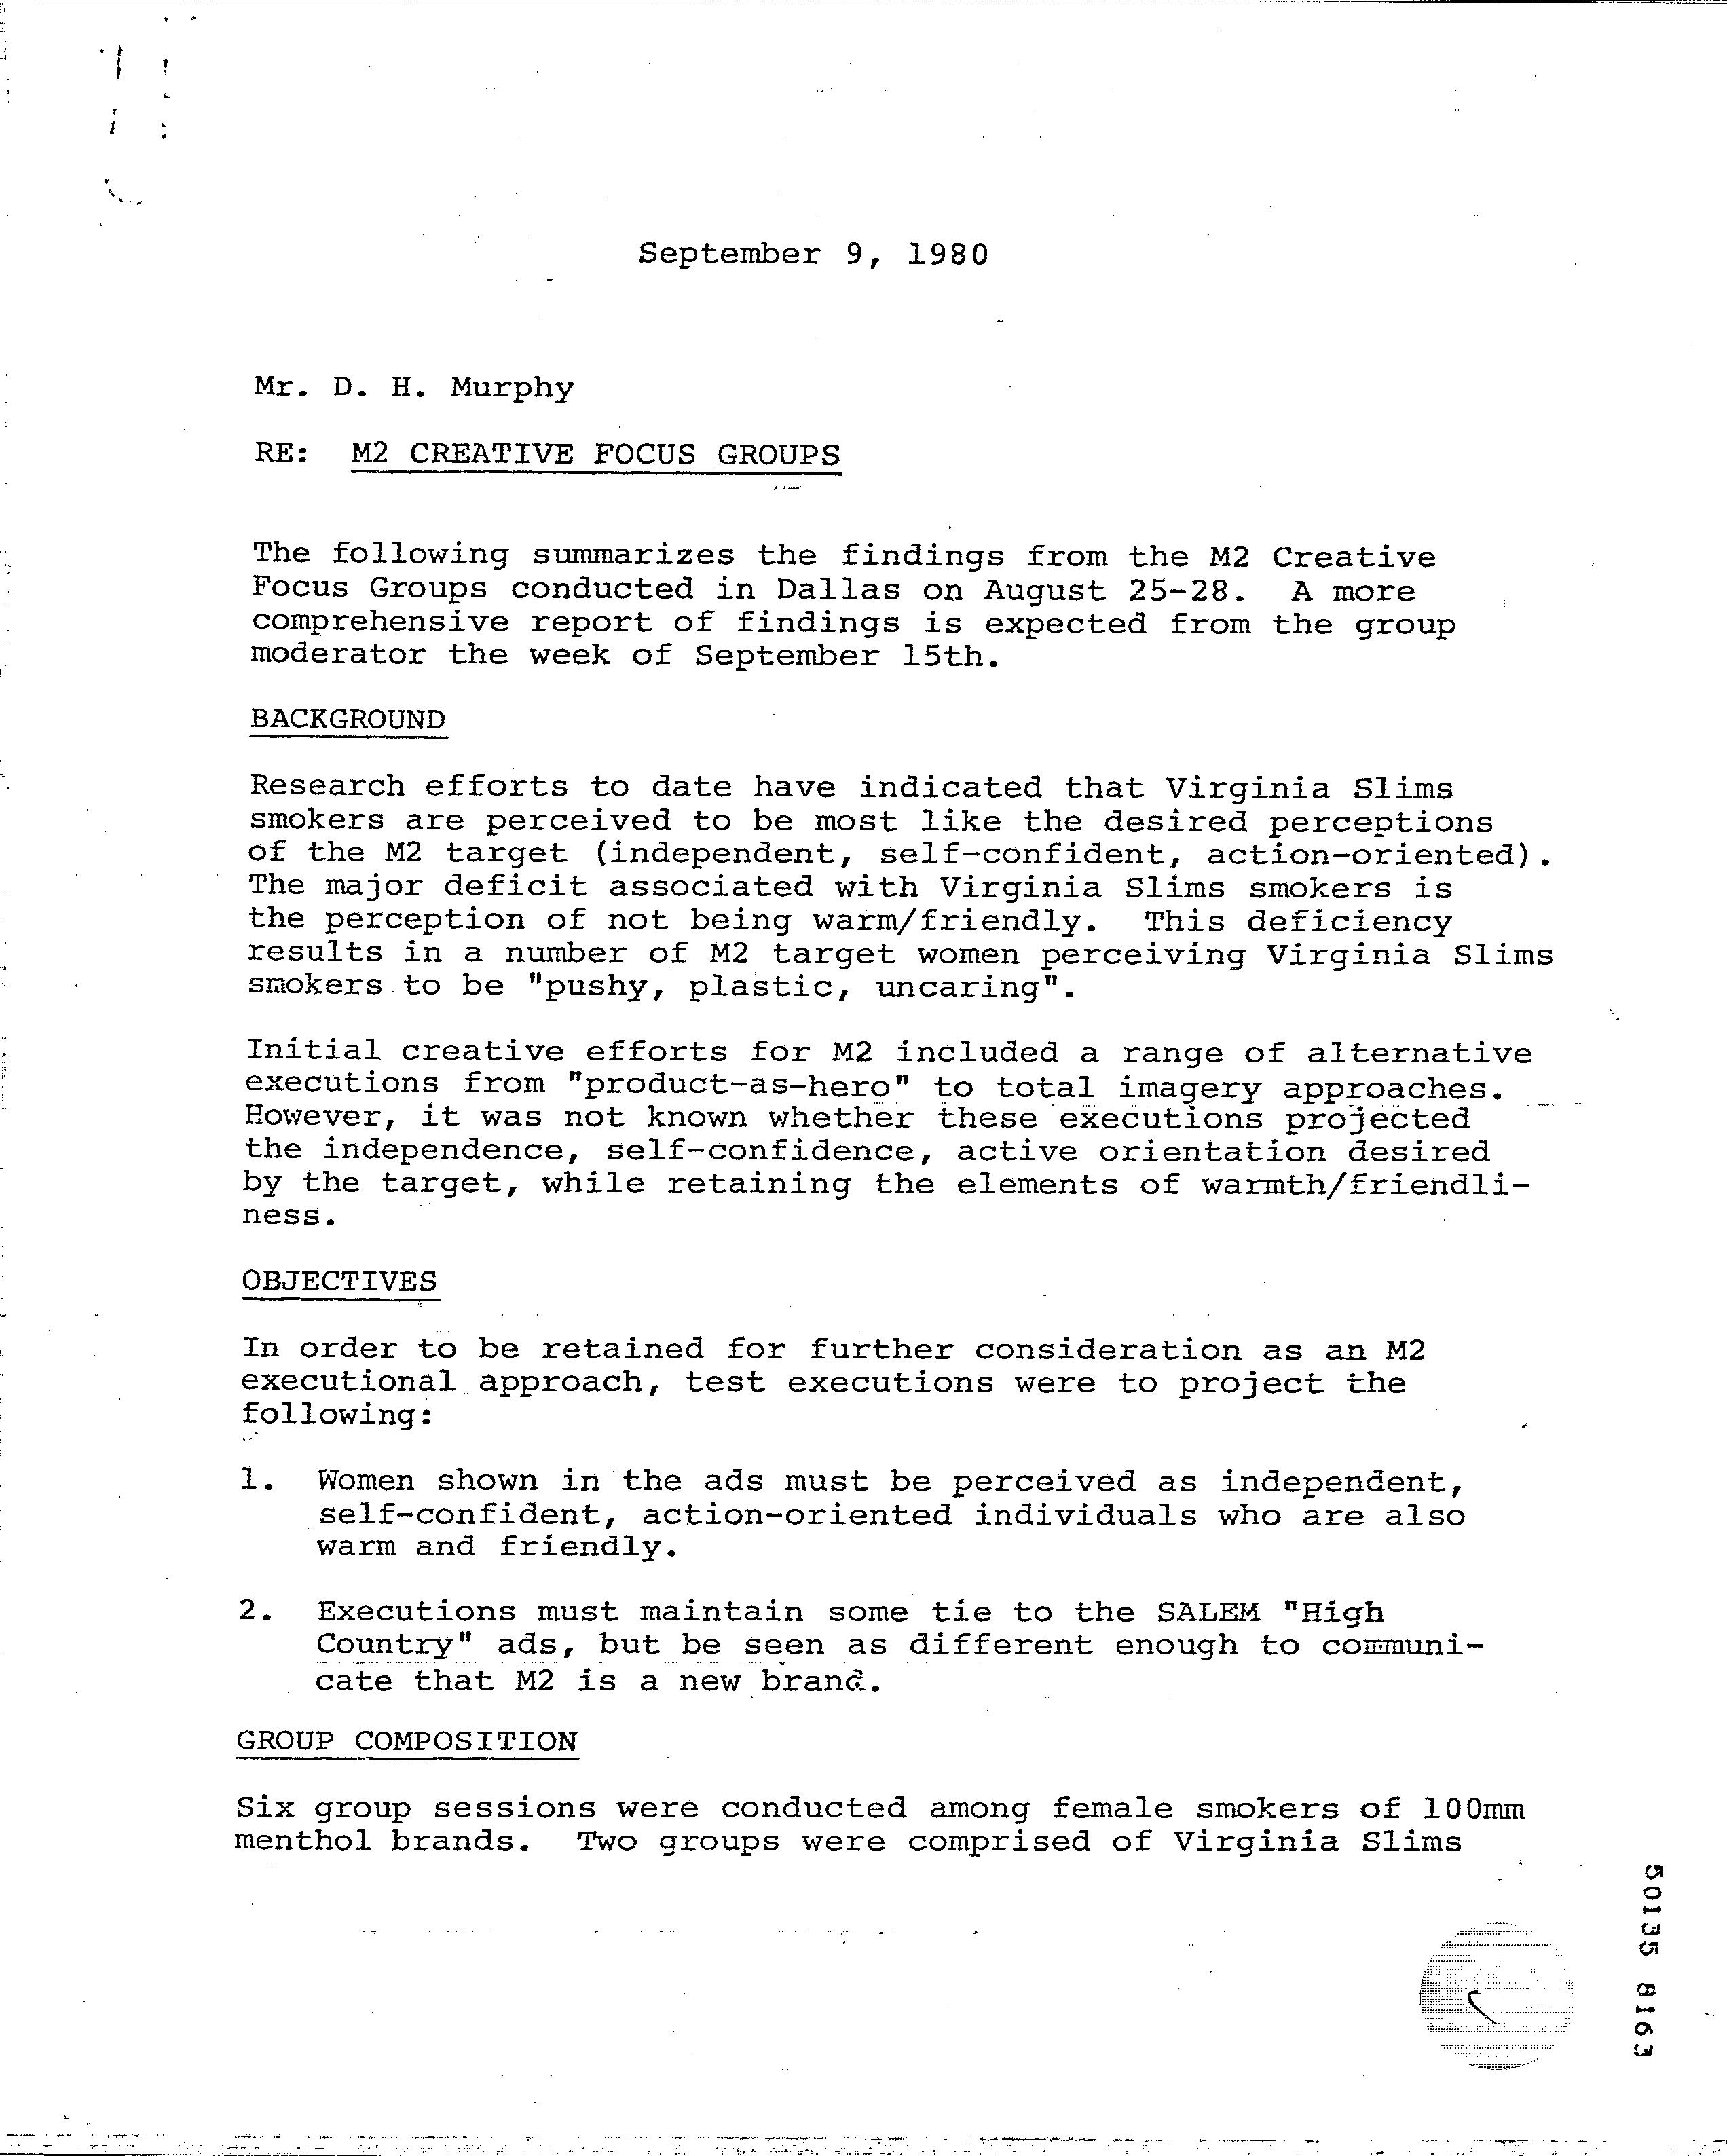 September 9, 1980
Mr. D. H. Murphy
RE: M2 CREATIVE FOCUS GROUPS
The following summarizes the findings from the M2 Creative
Focus Groups conducted in Dallas on August 25-28. A more
comprehensive report of findings is expected from the group
moderator the week of September 15th.
BACKGROUND
Research efforts to date have indicated that Virginia Slims
smokers are perceived to be most like the desired perceptions
of the M2 target (independent, self-confident, action-oriented).
The major deficit associated with Virginia Slims smokers is
the perception of not being warm/friendly. This deficiency
results in a number of M2 target women perceiving Virginia Slims
smokers to be "pushy, plastic, uncaring".
Initial creative efforts for M2 included a range of alternative
executions from "product-as-hero" to total imagery approaches.
However, it was not known whether these executions projected
the independence, self-confidence, active orientation desired
by the target, while retaining the elements of warmth/friendli-
ness.
OBJECTIVES
In order to be retained for further consideration as an M2
executional approach, test executions were to project the
following:
1. Women shown in the ads must be perceived as independent,
self-confident, action-oriented individuals who are also
warm and friendly.
2. Executions must maintain some tie to the SALEM "High
Country" ads, but be seen as different enough to communi-
cate that M2 is a new brand.
GROUP COMPOSITION
Six group sessions were conducted among female smokers of 100mm
menthol brands. Two groups were comprised of Virginia Slims
50135 8163